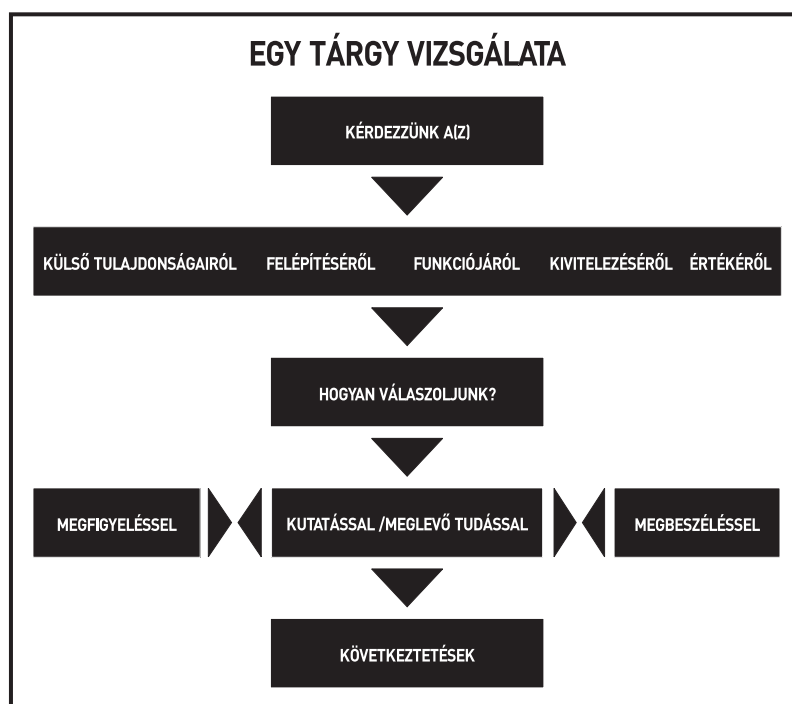 EGY TÁRGY VIZSGÁLATA
KÉRDEZZÜNK A(Z)
KÜLSŐ TULAJDONSÁGAIRÓL FELÉPÍTÉSÉRŐL FUNKCIÓJÁRÓL KIVITELEZÉSÉRŐL ÉRTÉKÉRŐL
HOGYAN VÁLASZOLJUNK?
MEGFIGYELÉSSEL KUTATÁSSAL /MEGLEVŐ TUDÁSSAL MEGBESZÉLÉSSEL
KÖVETKEZTETÉSEK